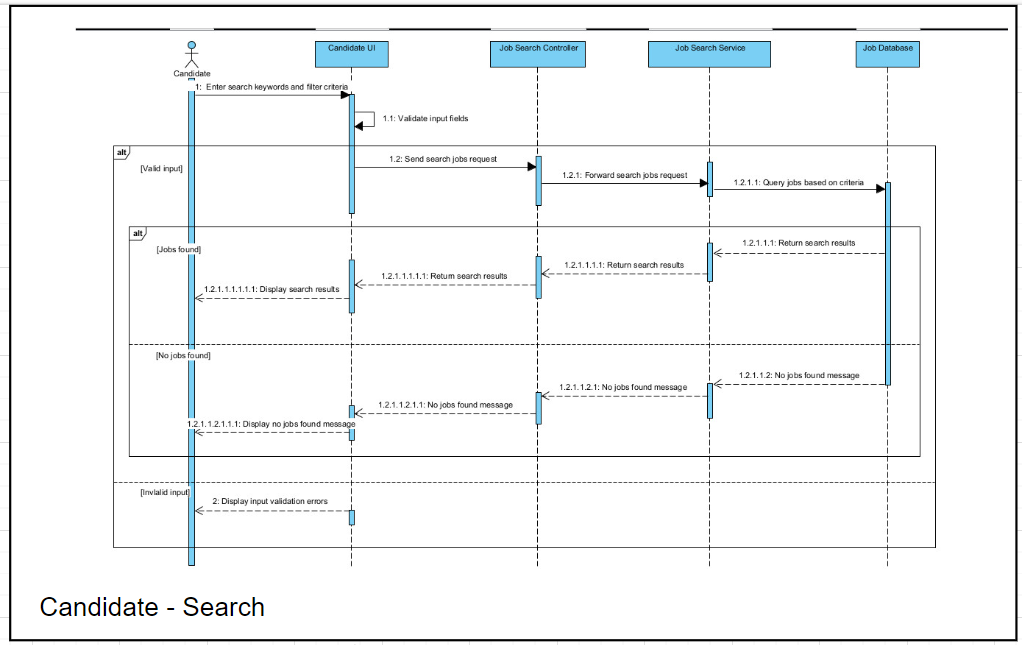 Candidate UI
Job Search Controller
Job Search Service
Job Database
Candidate
1: Enter search keywords and filter criteria
1.1: Validate input fields
alt
[Valid input]
1.2: Send search jobs request
1.2.1: Forward search jobs request
1.2.1.1: Query jobs based on criteria
alt
[Jobs found]
1.2.1.1.1: Return search results
1.2.1.1.1.1: Return search results
1.2.1.1.1.1.1: Return search results
1.2.1.1.1.1.1.1: Display search results
[No jobs found]
1.2.1.1.2: No jobs found message
1.2.1.1.2.1: No jobs found message
1.2.1.1.2.1.1: No jobs found message
1.2.1.1.2.1.1.1: Display no jobs found message
[Invlalid input]
2: Display input validation errors
Candidate - Search